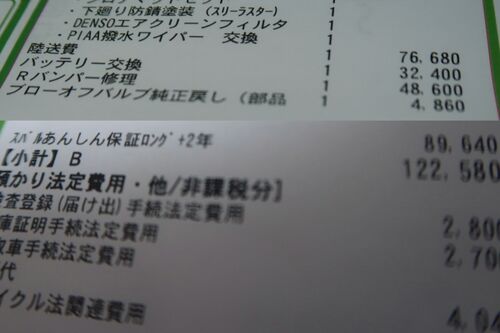 ・下廻り防錆塗装（スリーラスター） 1
・DENSOエアクリーンフィルタ 1
・PIAA撥水ワイパー 交換 1
陸送費 1 76,680
バッテリー交換 1 32,400
Rバンパー修理 1 48,600
ブローオフバルブ純正戻し（部品 1 4,860
ｽﾊﾞﾙあんしん保証ﾛﾝｸﾞ+2年 89,640
【小計】B 122,580
預かり法定費用・他/非課税分]
検査登録(届け出)手続法定費用
庫証明手続法定費用 2,800
取車手続法定費用 2,70
代
イクル法関連費用 4,0